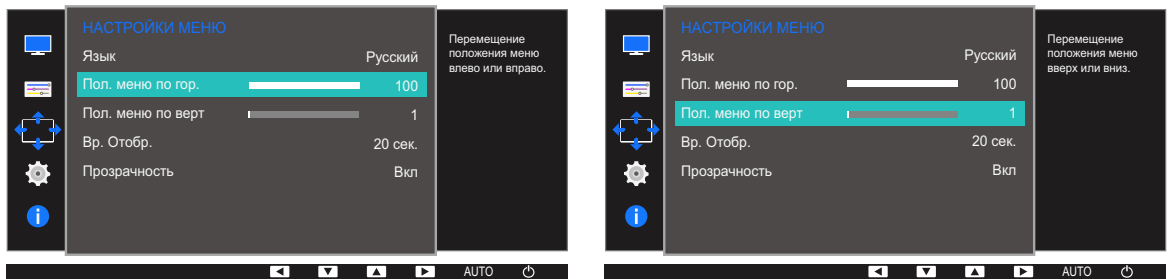 НАСТРОЙКИ МЕНЮ
Язык Русский
Пол. меню по гор. 100
Пол. меню по верт 1
Вр. Отобр. 20 сек.
Прозрачность Вкл
Перемещение
положения меню
влево или вправо.
AUTO
НАСТРОЙКИ МЕНЮ
Язык Русский
Пол. меню по гор. 100
Пол. меню по верт 1
Вр. Отобр. 20 сек.
Прозрачность Вкл
Перемещение
положения меню
вверх или вниз.
AUTO